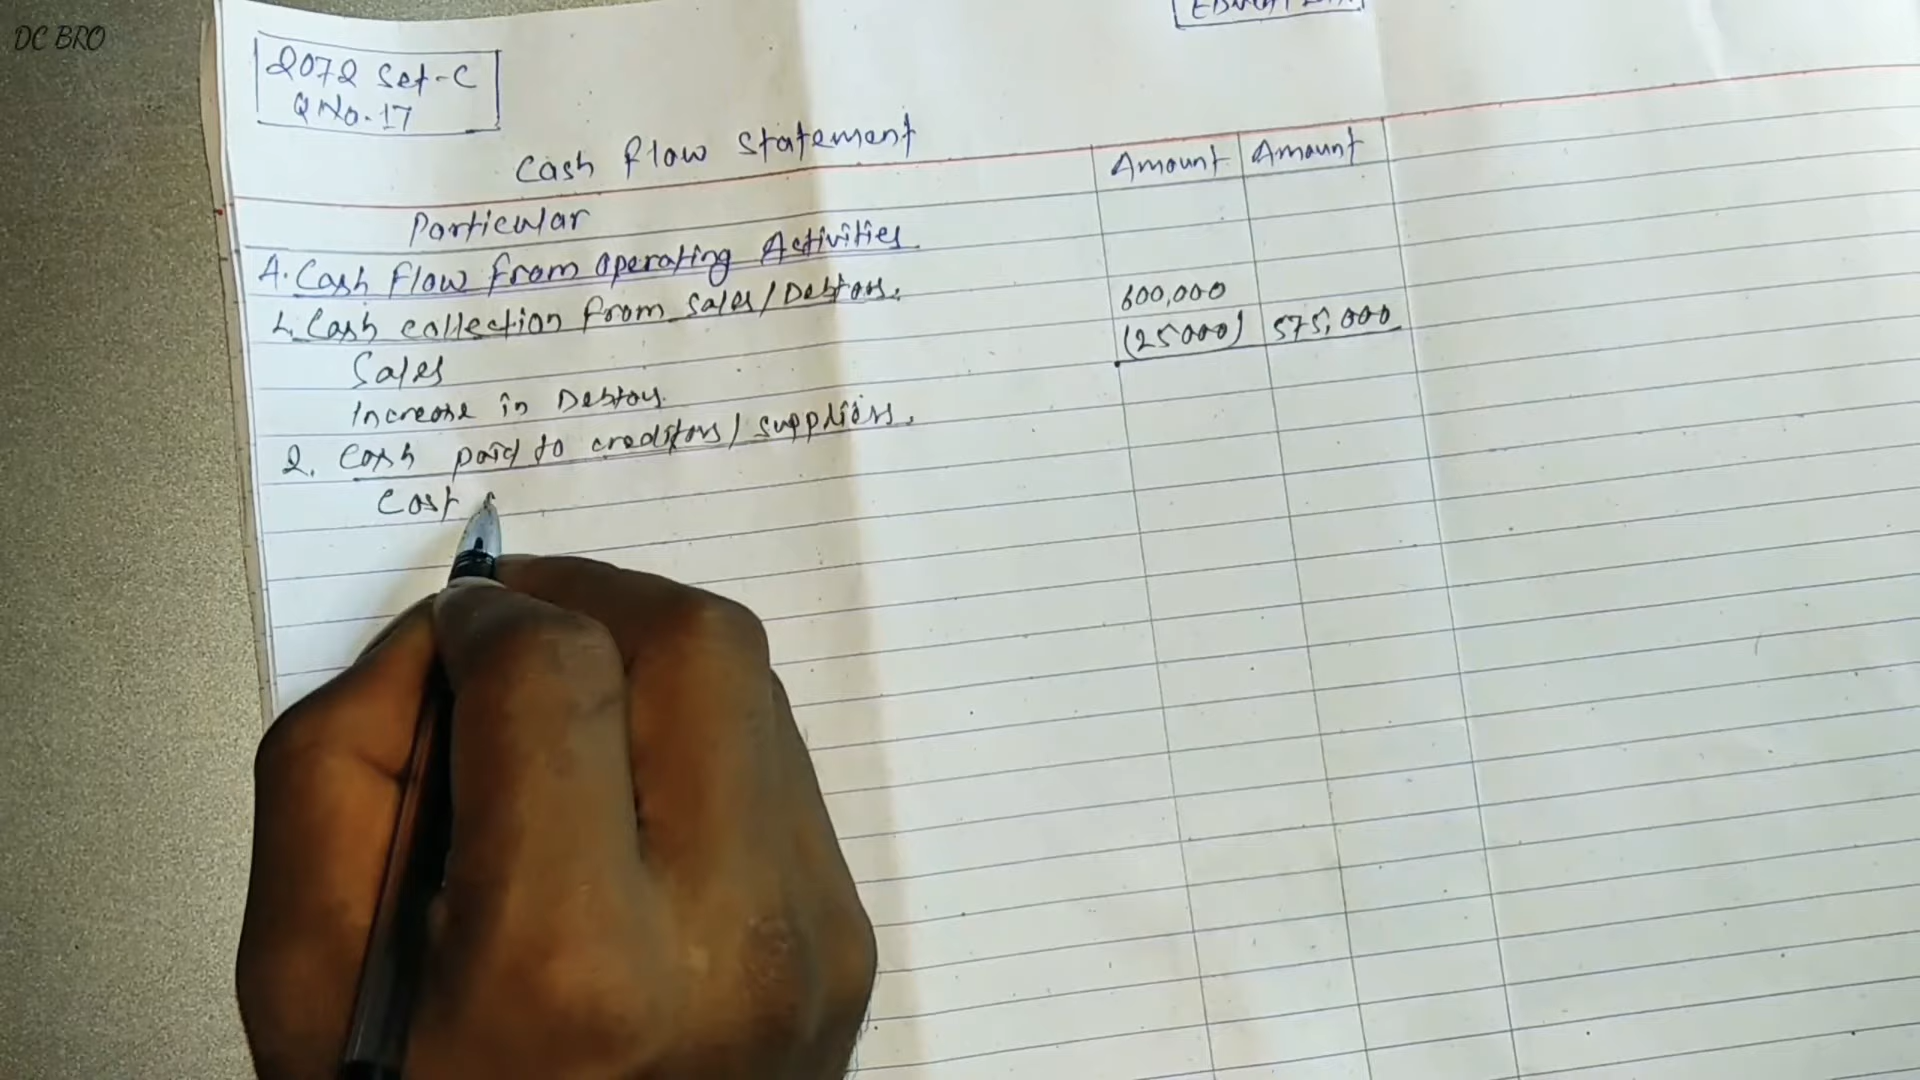 DC BRO
2072 Set-C
Q No. 17
Cash flow statement
Particular
Amount
Amount
A. Cash flow from operating Activities
1. Cash collection from sales/Debtors.
Sales
600,000
Increase in Debtors.
(25000)
575,000
2. Cash paid to creditors/suppliers.
Cost